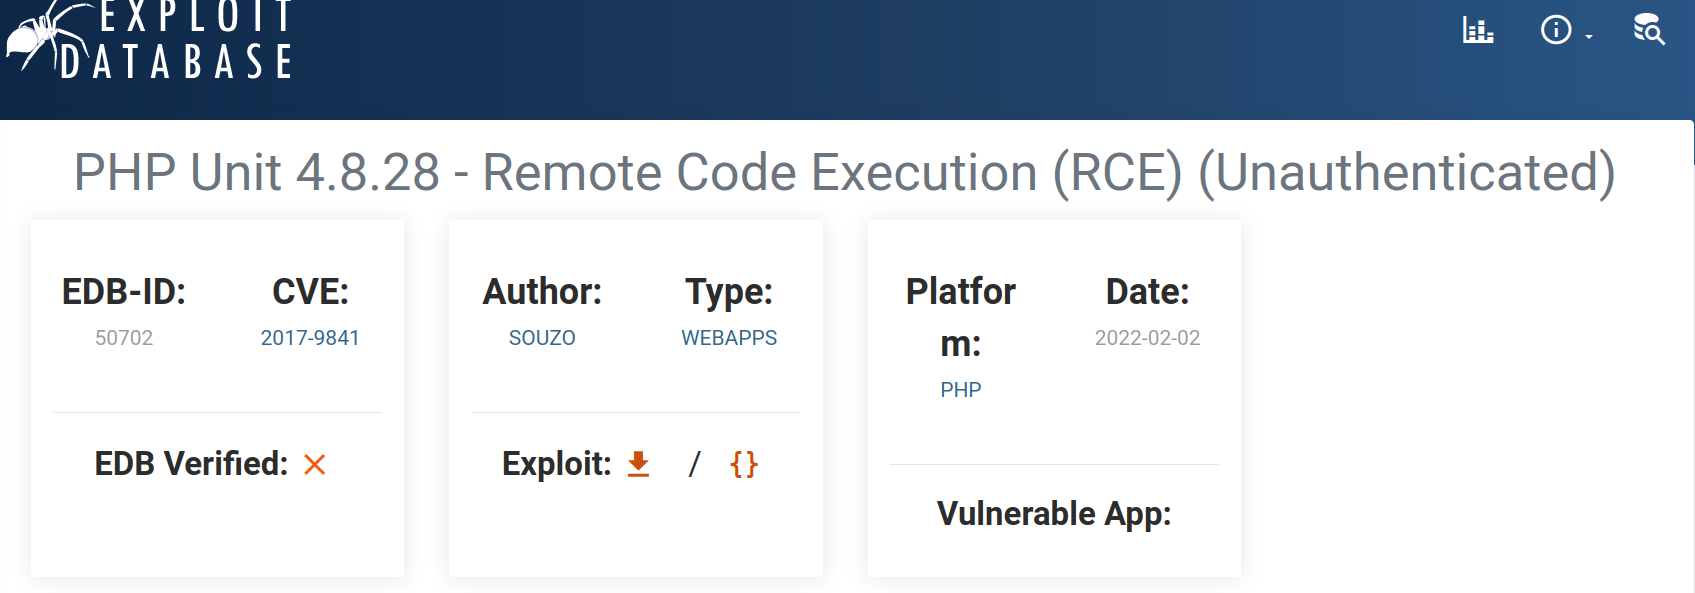 EXPLOIT
DATABASE
PHP Unit 4.8.28 - Remote Code Execution (RCE) (Unauthenticated)
EDB-ID:
50702
CVE:
2017-9841
EDB Verified:
Author:
SOUZO
Type:
WEBAPPS
Exploit: / {}
Platfor
m:
PHP
Date:
2022-02-02
Vulnerable App: